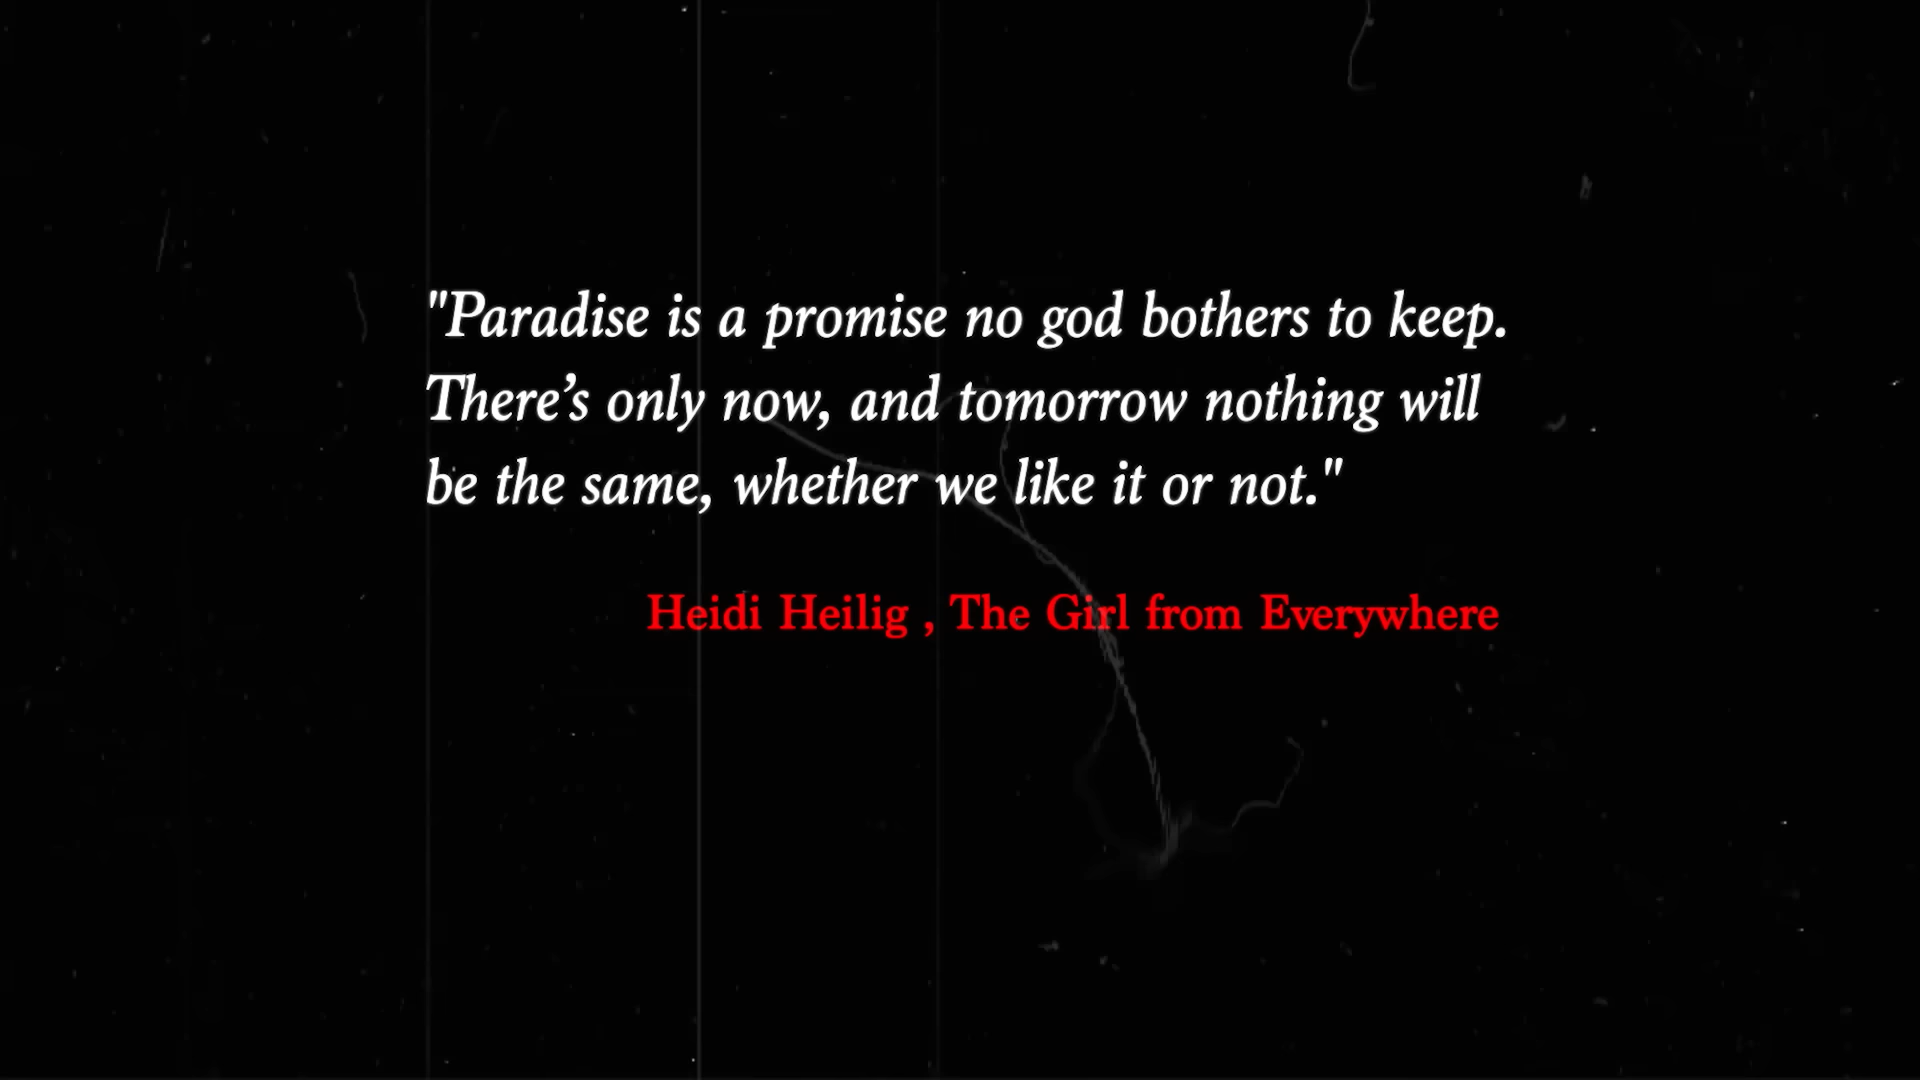 "Paradise is a promise no god bothers to keep.
There’s only now, and tomorrow nothing will
be the same, whether we like it or not."
Heidi Heilig , The Girl from Everywhere